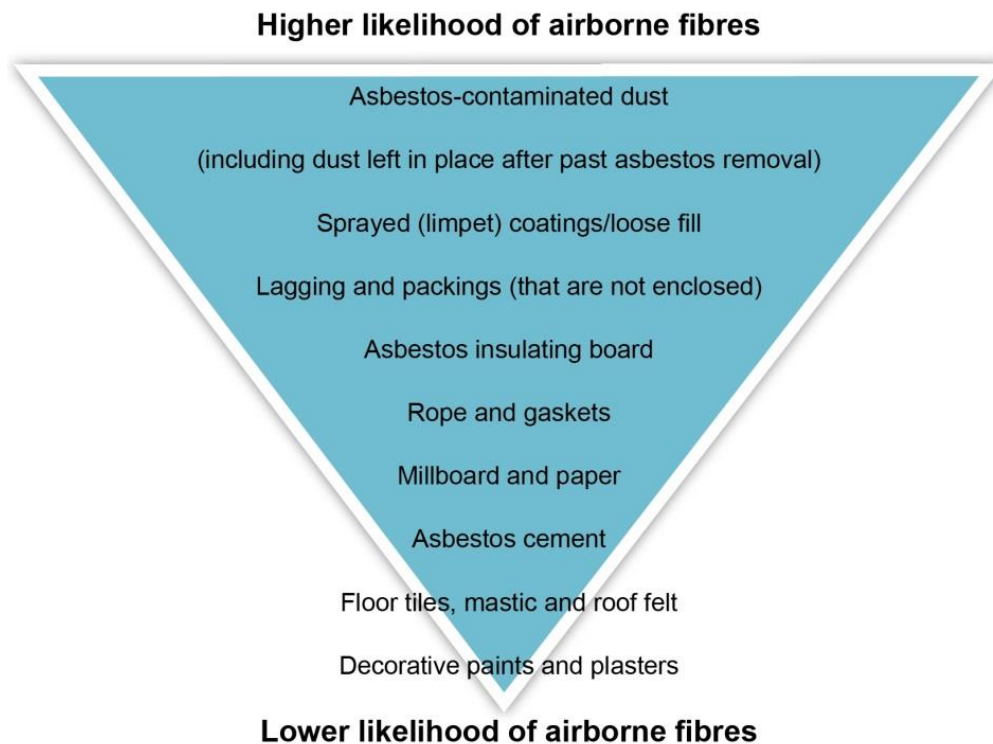 Higher likelihood of airborne fibres
Asbestos-contaminated dust
(including dust left in place after past asbestos removal)
Sprayed (limpet) coatings/loose fill
Lagging and packings (that are not enclosed)
Asbestos insulating board
Rope and gaskets
Millboard and paper
Asbestos cement
Floor tiles, mastic and roof felt
Decorative paints and plasters
Lower likelihood of airborne fibres